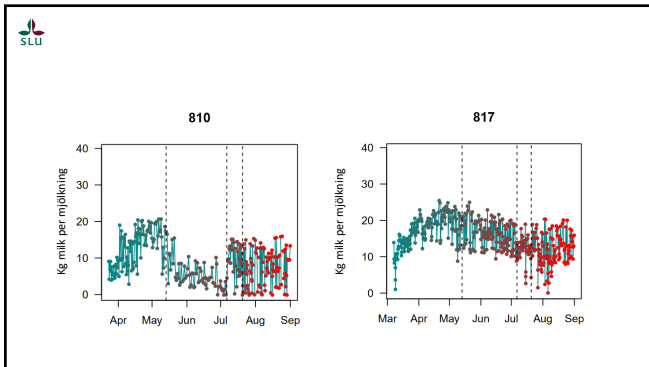 SLU
810
817
Kg milk per mjölkning
40
30
20
10
0
Apr May Jun Jul Aug Sep
Kg milk per mjölkning
40
30
20
10
0
Mar Apr May Jun Jul Aug Sep